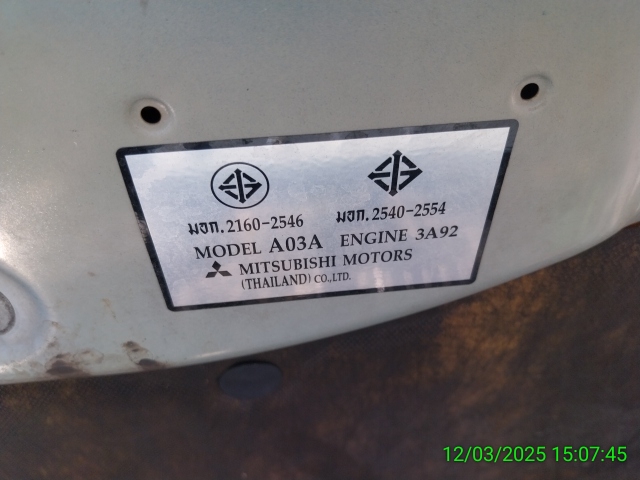 มอก.2160-2546 มอก.2540-2554
MODEL A03A ENGINE 3A92
MITSUBISHI MOTORS
(THAILAND) CO.,LTD.
12/03/2025 15:07:45